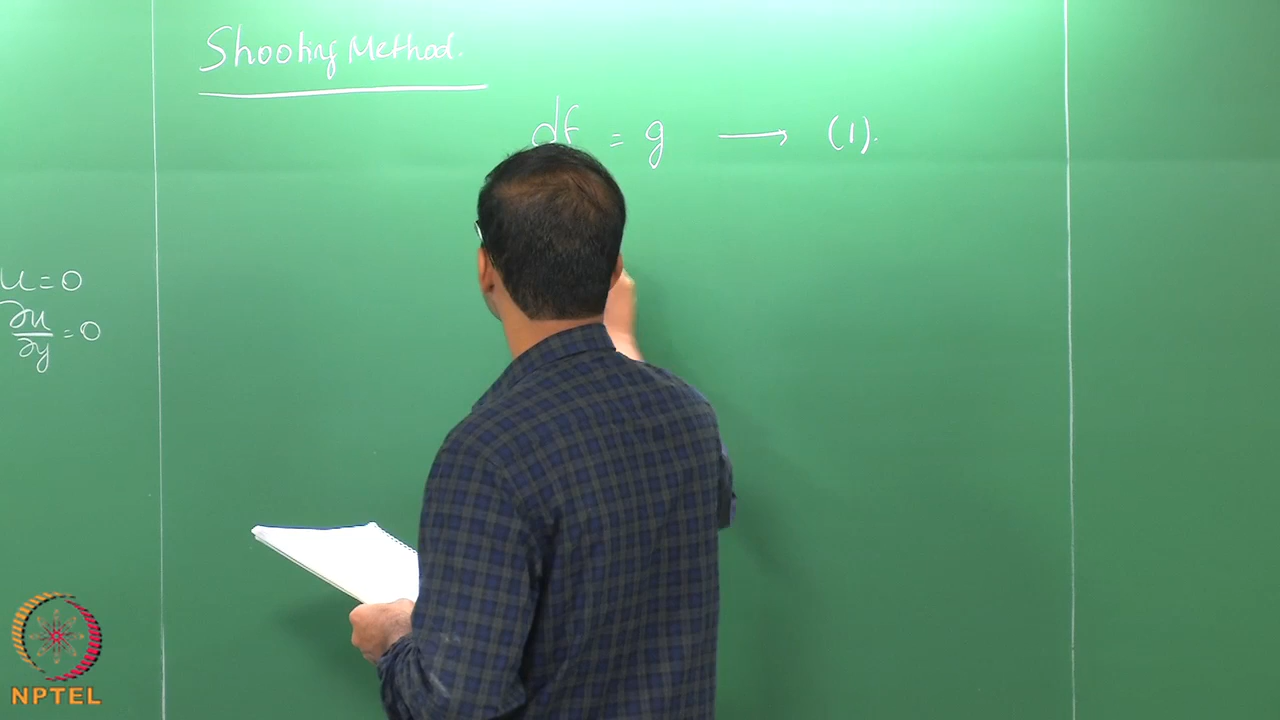 Shooting Method.
df = g → (1).
u = 0
∂u/∂y = 0
NPTEL